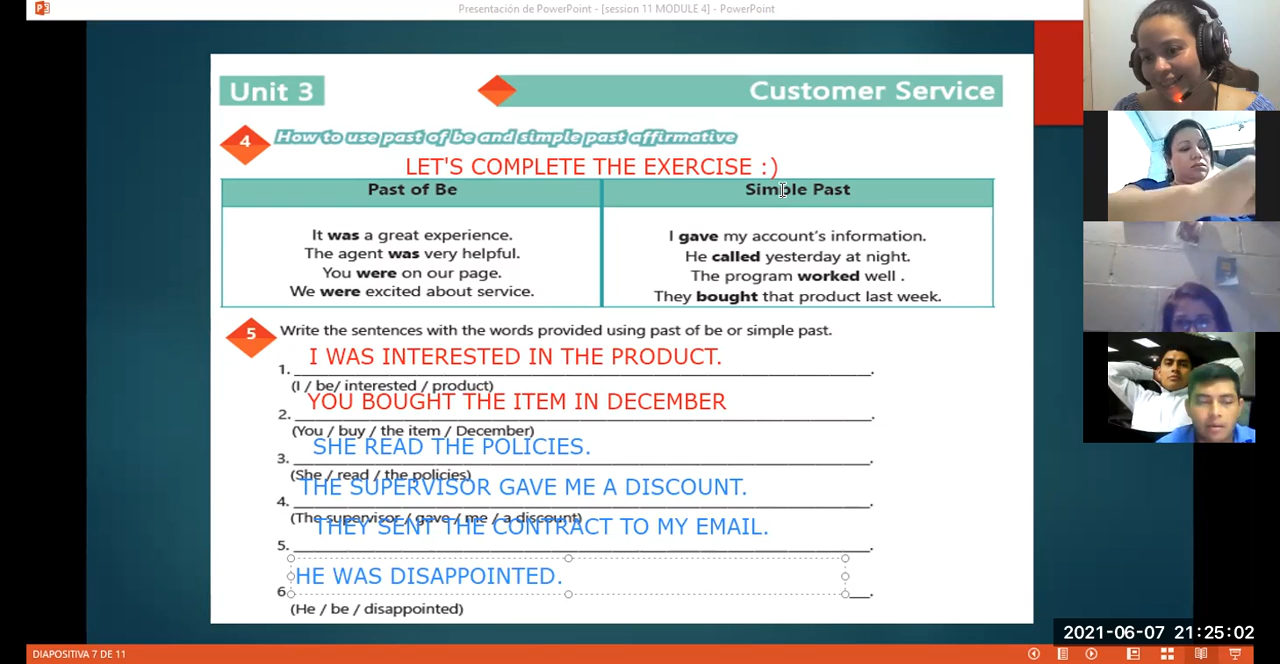 Presentación de PowerPoint - [session 11 MODULE 4] - PowerPoint
Unit 3
Customer Service
4 How to use past of be and simple past affirmative
LET'S COMPLETE THE EXERCISE :)
Past of Be
Simple Past
It was a great experience.
The agent was very helpful.
You were on our page.
We were excited about service.
I gave my account's information.
He called yesterday at night.
The program worked well .
They bought that product last week.
5 Write the sentences with the words provided using past of be or simple past.
I WAS INTERESTED IN THE PRODUCT.
1. .
(I / be/ interested / product)
YOU BOUGHT THE ITEM IN DECEMBER
2. .
(You / buy / the item / December)
SHE READ THE POLICIES.
3. .
(She / read / the policies)
THE SUPERVISOR GAVE ME A DISCOUNT.
4. .
(The supervisor / gave / me / a discount)
THEY SENT THE CONTRACT TO MY EMAIL.
5. .
HE WAS DISAPPOINTED.
6 .
(He / be / disappointed)
2021-06-07 21:25:02
DIAPOSITIVA 7 DE 11